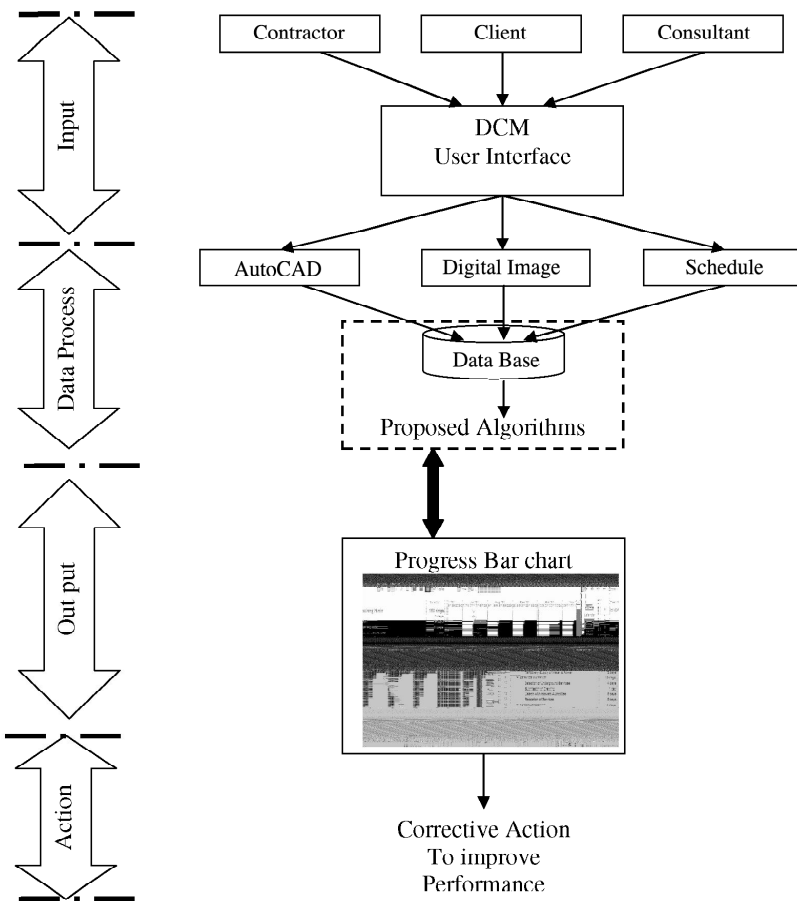 Contractor
Client
Consultant
Input
DCM
User Interface
AutoCAD
Digital Image
Schedule
Data Process
Data Base
Proposed Algorithms
Out put
Progress Bar chart
Action
Corrective Action
To improve
Performance